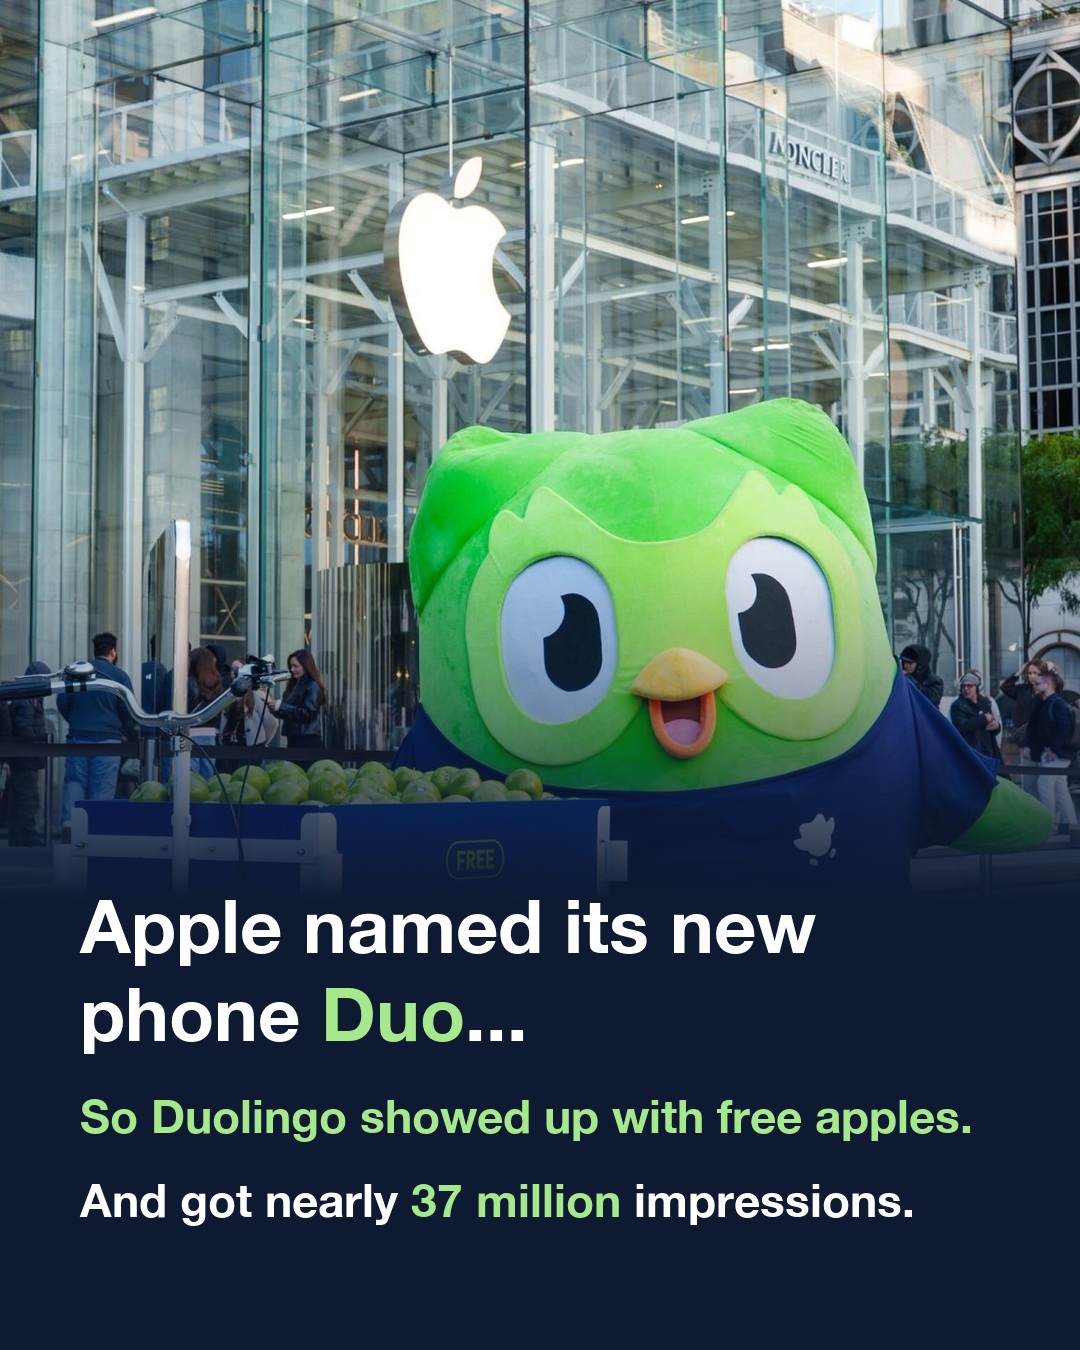 MONCLER
FREE
Apple named its new
phone Duo...
So Duolingo showed up with free apples.
And got nearly 37 million impressions.